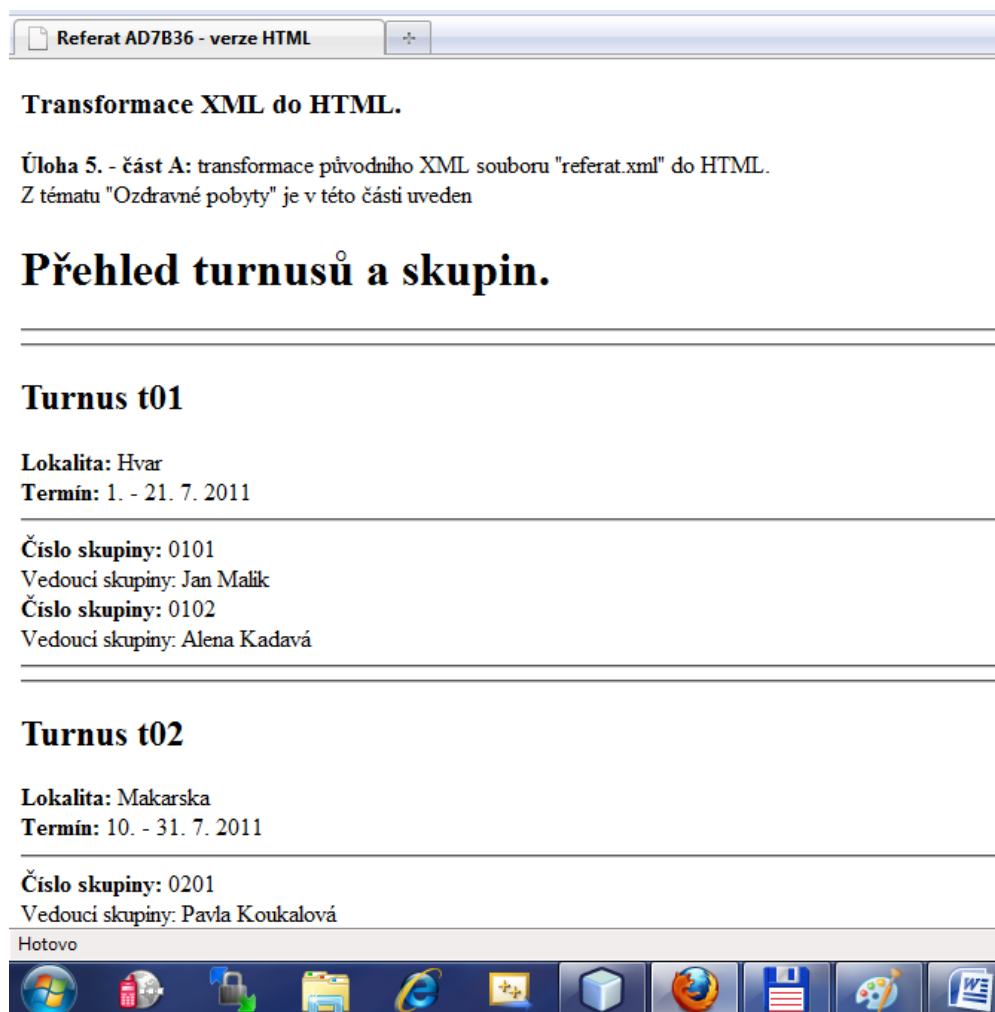 Referat AD7B36 - verze HTML
Transformace XML do HTML.
Úloha 5. - část A: transformace původního XML souboru "referat.xml" do HTML.
Z tématu "Ozdravné pobyty" je v této části uveden
Přehled turnusů a skupin.
Turnus t01
Lokalita: Hvar
Termín: 1. - 21. 7. 2011
Číslo skupiny: 0101
Vedoucí skupiny: Jan Malik
Číslo skupiny: 0102
Vedoucí skupiny: Alena Kadavá
Turnus t02
Lokalita: Makarska
Termín: 10. - 31. 7. 2011
Číslo skupiny: 0201
Vedoucí skupiny: Pavla Koukalová
Hotovo